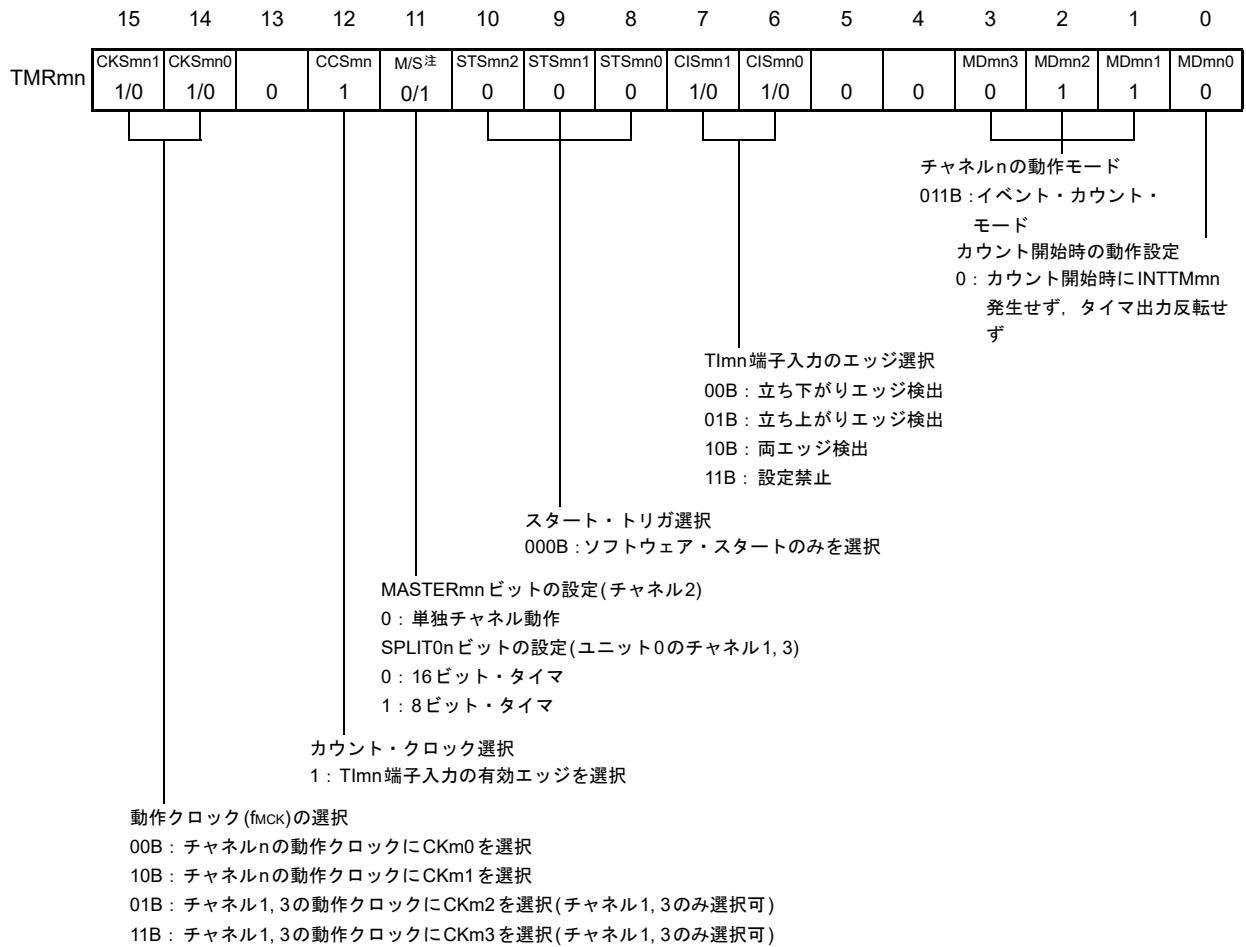 15 14 13 12 11 10 9 8 7 6 5 4 3 2 1 0
TMRmn
CKSmn1 CKSmn0 CCSmn M/S注 STSmn2 STSmn1 STSmn0 CISmn1 CISmn0 MDmn3 MDmn2 MDmn1 MDmn0
1/0 1/0 0 1 0/1 0 0 0 1/0 1/0 0 0 0 1 1 0
チャネルnの動作モード
011B：イベント・カウント・
モード
カウント開始時の動作設定
0：カウント開始時にINTTMmn
発生せず，タイマ出力反転せ
ず
TImn端子入力のエッジ選択
00B：立ち下がりエッジ検出
01B：立ち上がりエッジ検出
10B：両エッジ検出
11B：設定禁止
スタート・トリガ選択
000B：ソフトウェア・スタートのみを選択
MASTERmnビットの設定(チャネル2)
0：単独チャネル動作
SPLIT0nビットの設定(ユニット0のチャネル1, 3)
0：16ビット・タイマ
1：8ビット・タイマ
カウント・クロック選択
1：TImn端子入力の有効エッジを選択
動作クロック(fMCK)の選択
00B：チャネルnの動作クロックにCKm0を選択
10B：チャネルnの動作クロックにCKm1を選択
01B：チャネル1, 3の動作クロックにCKm2を選択(チャネル1, 3のみ選択可)
11B：チャネル1, 3の動作クロックにCKm3を選択(チャネル1, 3のみ選択可)